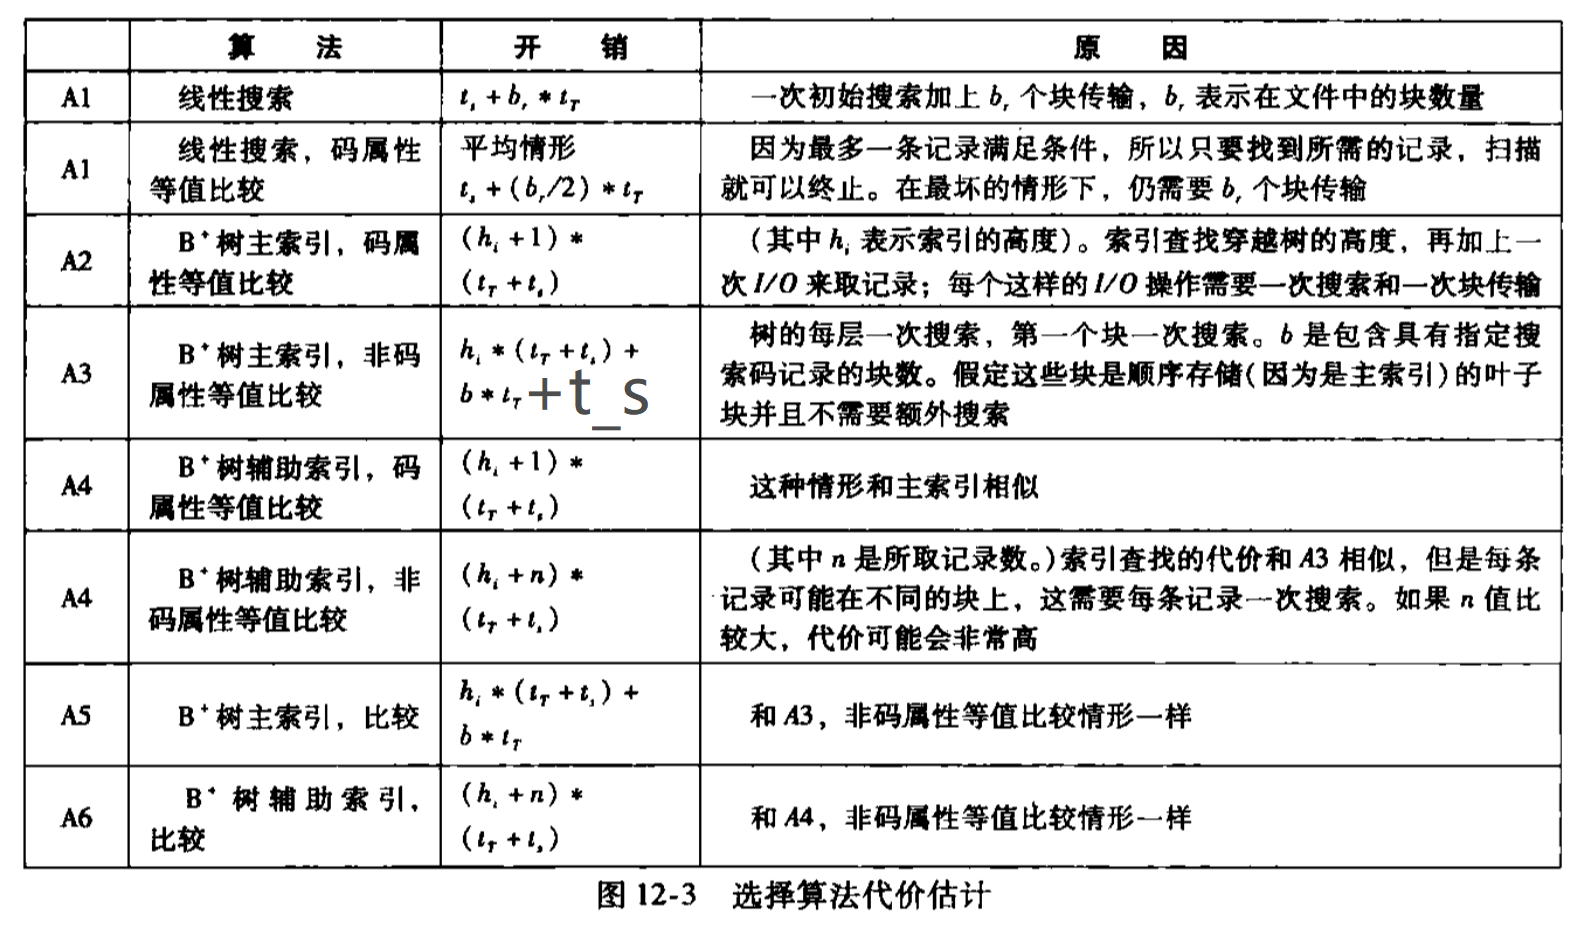 算 法 开 销 原 因
A1 线性搜索 t_s + b_r * t_T 一次初始搜索加上 b_r 个块传输，b_r 表示在文件中的块数量
A1 线性搜索，码属性
等值比较
平均情形
t_s + (b_r/2) * t_T
因为最多一条记录满足条件，所以只要找到所需的记录，扫描
就可以终止。在最坏的情形下，仍需要 b_r 个块传输
A2 B⁺树主索引，码属
性等值比较
(h_i + 1) *
(t_T + t_s)
(其中 h_i 表示索引的高度)。索引查找穿越树的高度，再加上一
次 I/O 来取记录；每个这样的 I/O 操作需要一次搜索和一次块传输
A3 B⁺树主索引，非码
属性等值比较
h_i * (t_T + t_s) +
b * t_T +t_s
树的每层一次搜索，第一个块一次搜索。b 是包含具有指定搜
索码记录的块数。假定这些块是顺序存储(因为是主索引)的叶子
块并且不需要额外搜索
A4 B⁺树辅助索引，码
属性等值比较
(h_i + 1) *
(t_T + t_s)
这种情形和主索引相似
A4 B⁺树辅助索引，非
码属性等值比较
(h_i + n) *
(t_T + t_s)
(其中 n 是所取记录数。)索引查找的代价和 A3 相似，但是每条
记录可能在不同的块上，这需要每条记录一次搜索。如果 n 值比
较大，代价可能会非常高
A5 B⁺树主索引，比较
h_i * (t_T + t_s) +
b * t_T
和 A3，非码属性等值比较情形一样
A6 B⁺树辅助索引，
比较
(h_i + n) *
(t_T + t_s)
和 A4，非码属性等值比较情形一样
图 12-3 选择算法代价估计